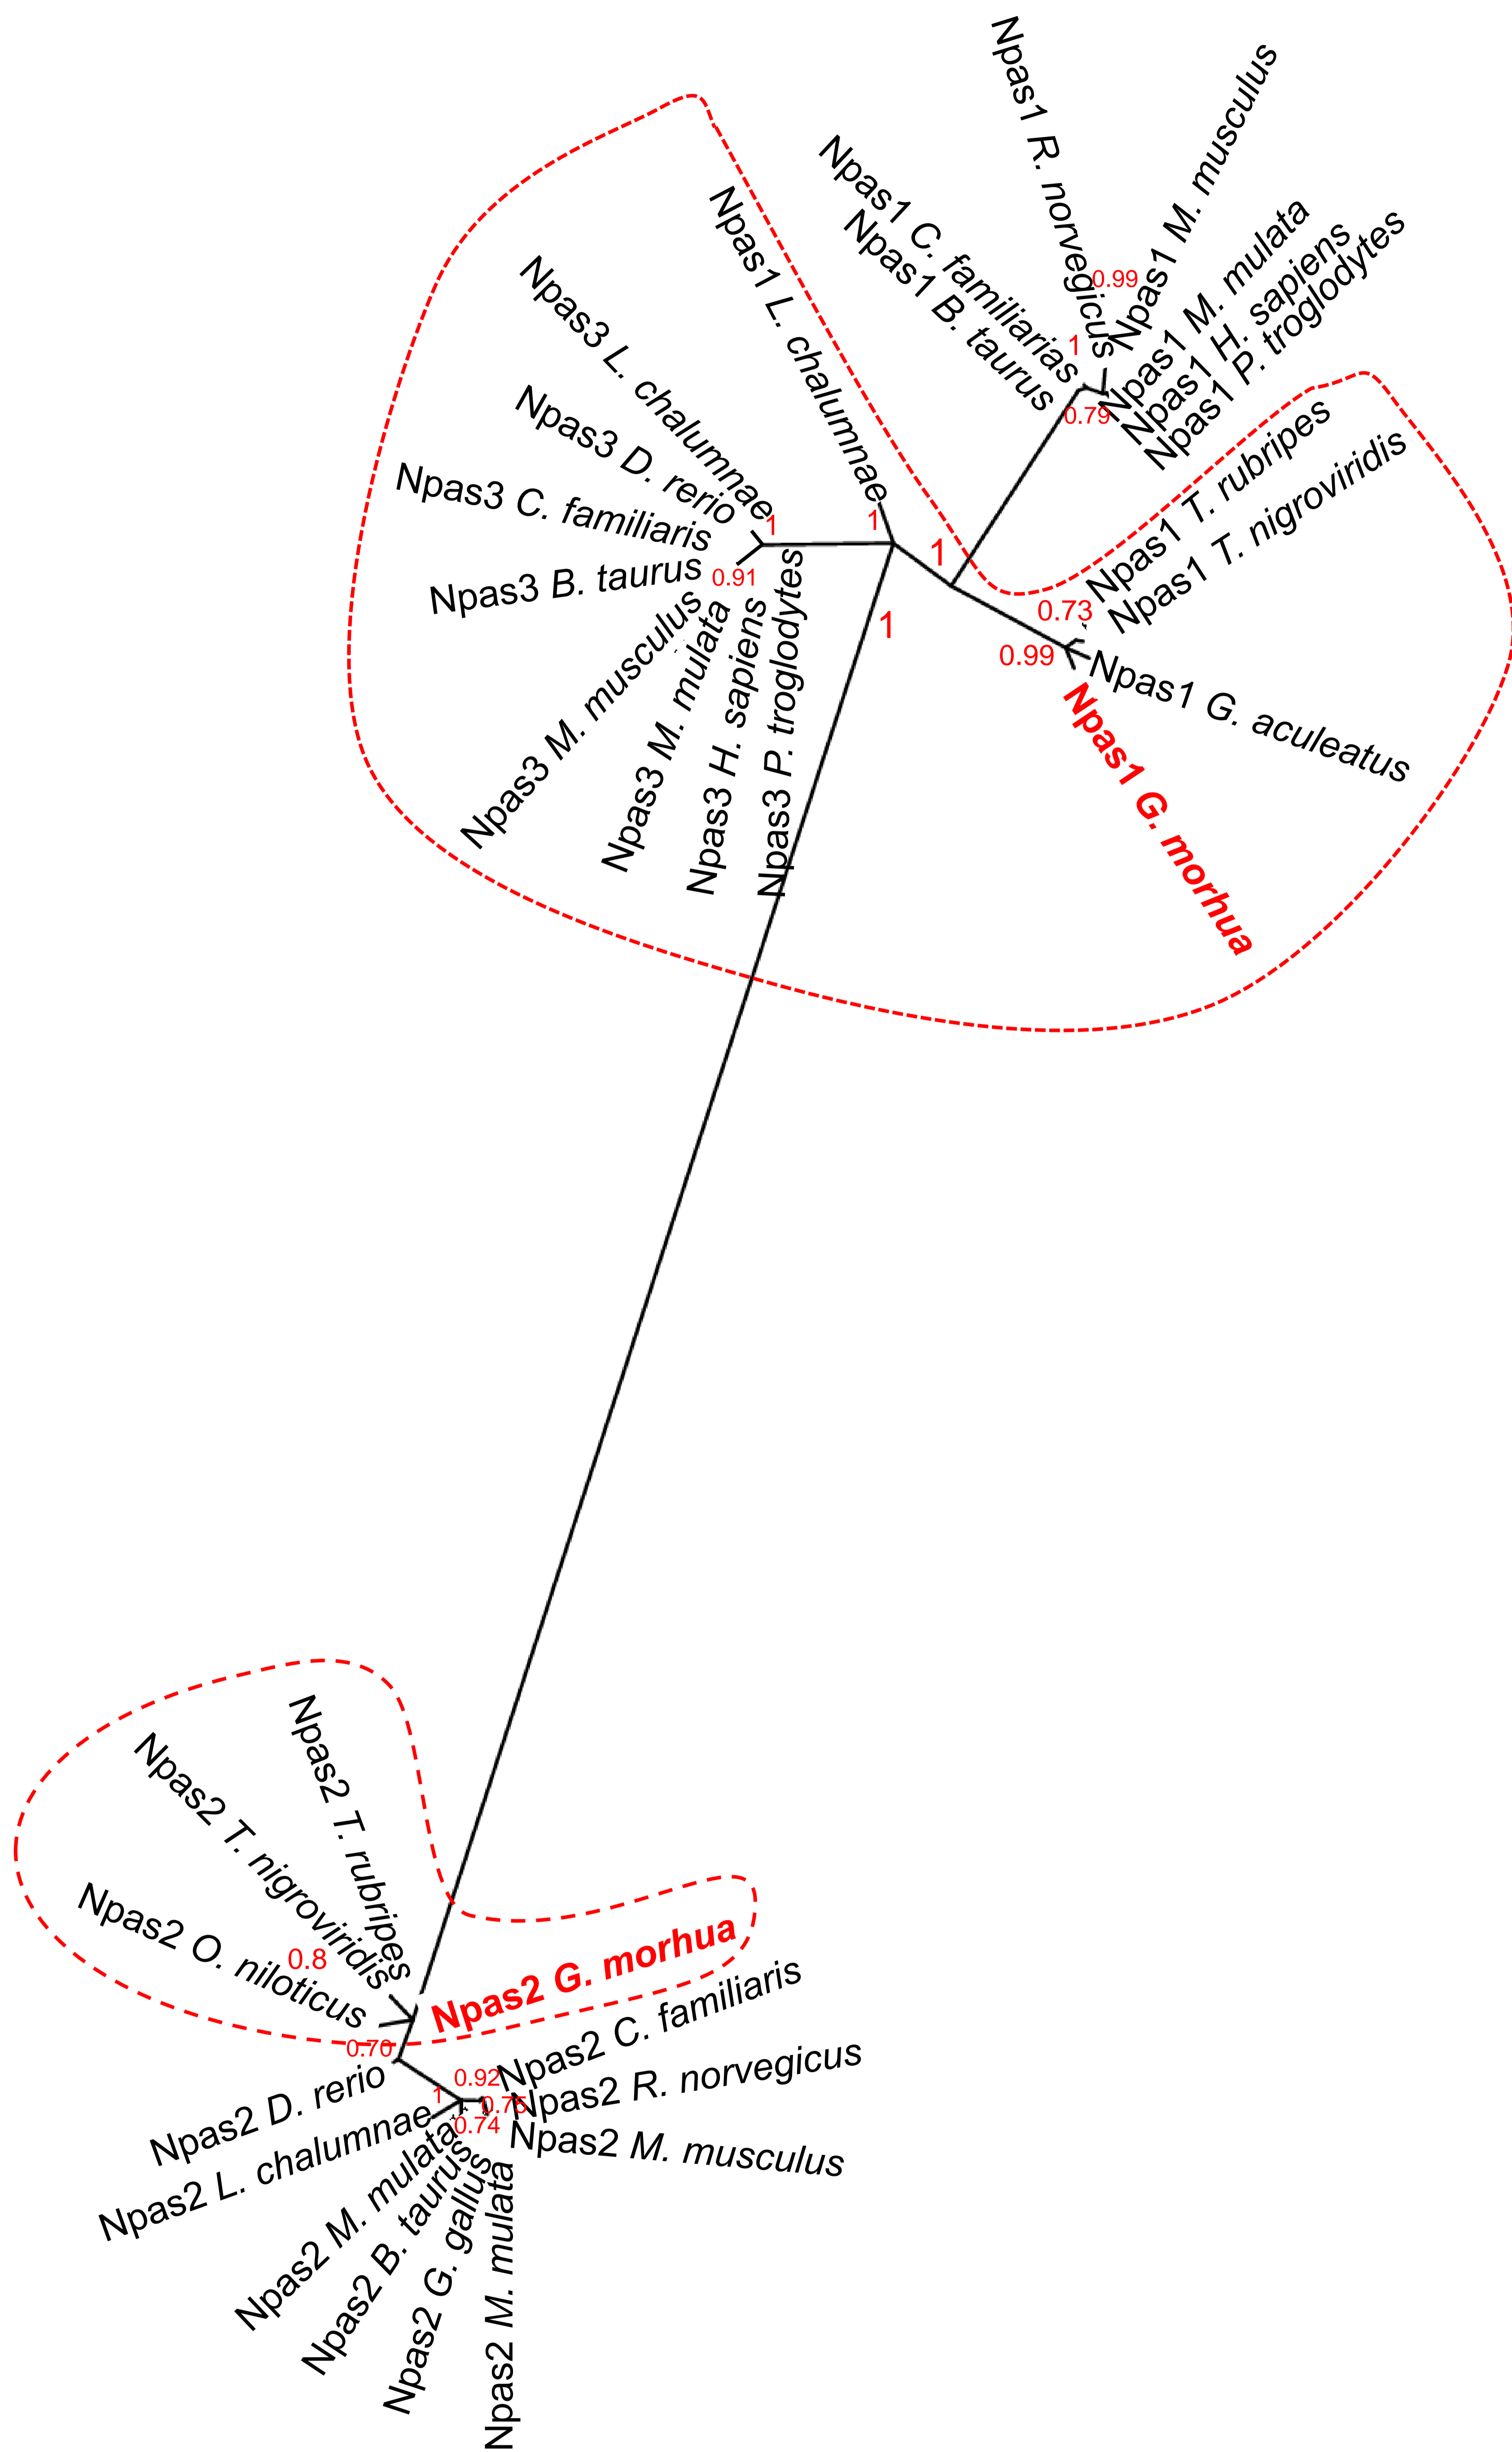 Npas1 R. norvegicus
Npas1 M. musculus
Npas1 C. familiarias
Npas1 B. taurus
Npas1 M. mulata
Npas1 H. sapiens
Npas1 P. troglodytes
0.99
1
0.79
Npas1 L. chalumnae
Npas3 L. chalumnae
Npas3 D. rerio
Npas3 C. familiaris
Npas3 B. taurus
Npas3 M. musculus
Npas3 M. mulata
Npas3 H. sapiens
Npas3 P. troglodytes
1
0.91
1
1
1
Npas1 T. rubripes
Npas1 T. nigroviridis
0.73
0.99
Npas1 G. aculeatus
Npas1 G. morhua
Npas2 T. rubripes
Npas2 T. nigroviridis
Npas2 O. niloticus
0.8
Npas2 G. morhua
0.70
Npas2 C. familiaris
Npas2 R. norvegicus
Npas2 M. musculus
0.92
1
0.75
0.74
Npas2 D. rerio
Npas2 L. chalumnae
Npas2 M. mulata
Npas2 B. taurus
Npas2 G. gallus
Npas2 M. mulata